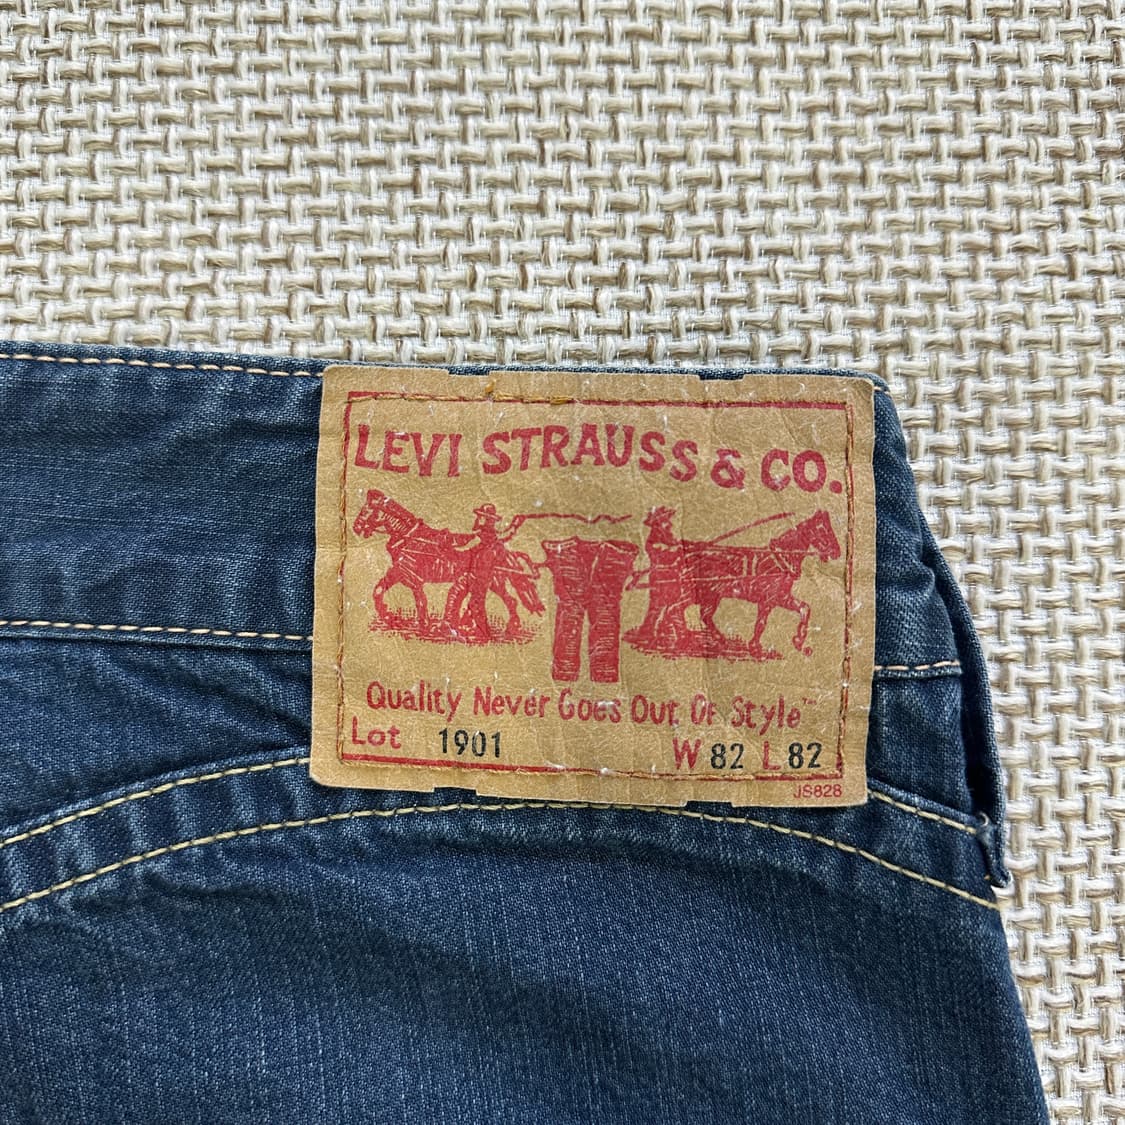 LEVI STRAUSS & CO.
Quality Never Goes Out Of Style™
Lot 1901 W 82 L 82
JS828